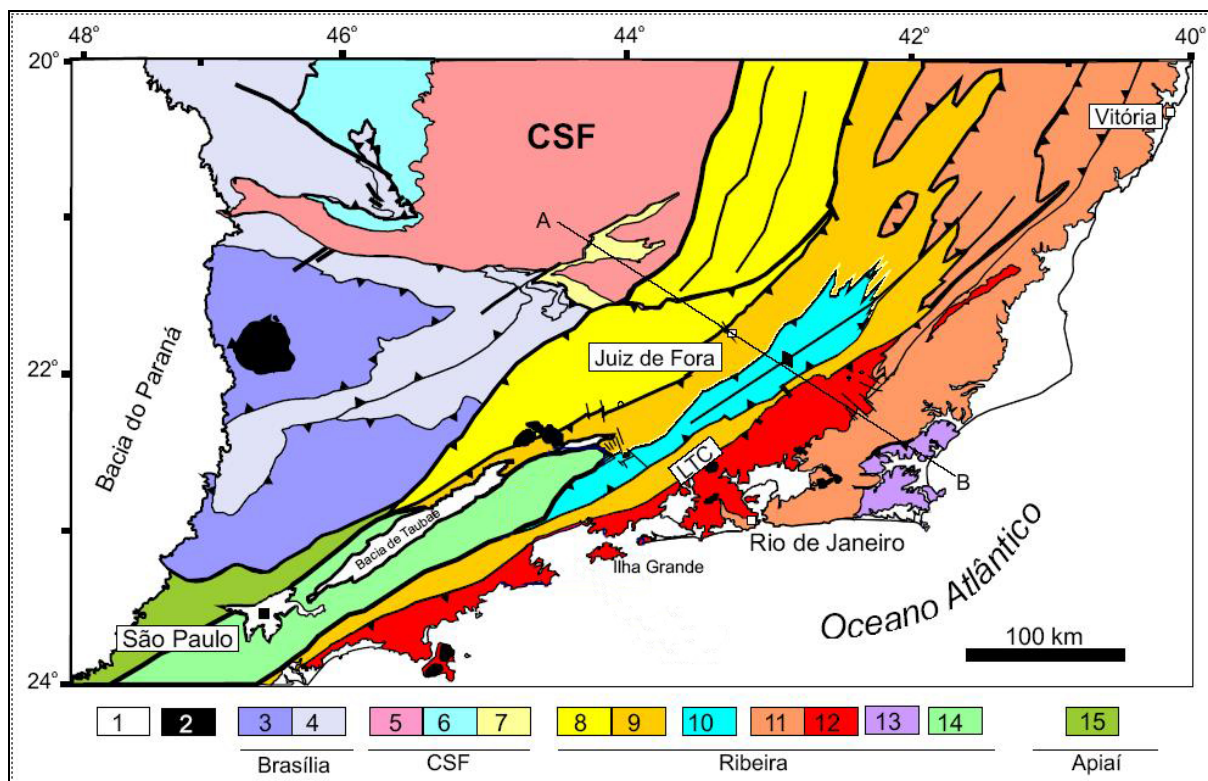 48° 46° 44° 42° 40°
20°
CSF
Vitória
A
Juiz de Fora
22°
Bacia do Paraná
LTC
B
Bacia de Taubaé
Rio de Janeiro
Ilha Grande
Oceano Atlântico
São Paulo
100 km
24°
1 2 3 4 5 6 7 8 9 10 11 12 13 14 15
Brasília CSF Ribeira Apiaí